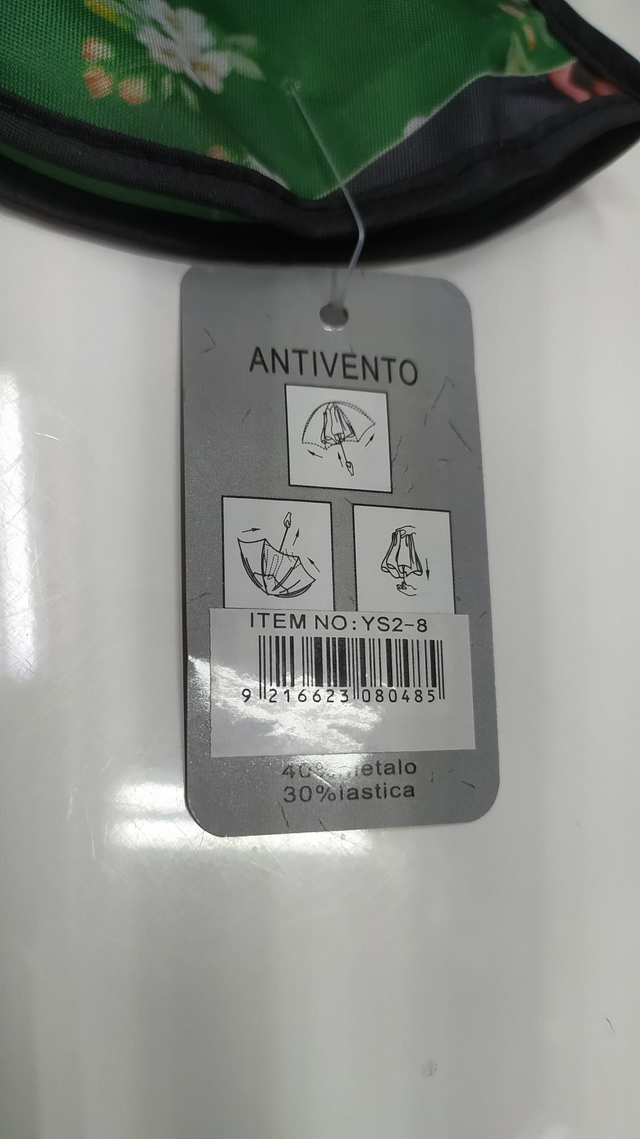 ANTIVENTO
ITEM NO:YS2-8
9 216623 080485
30%lastica